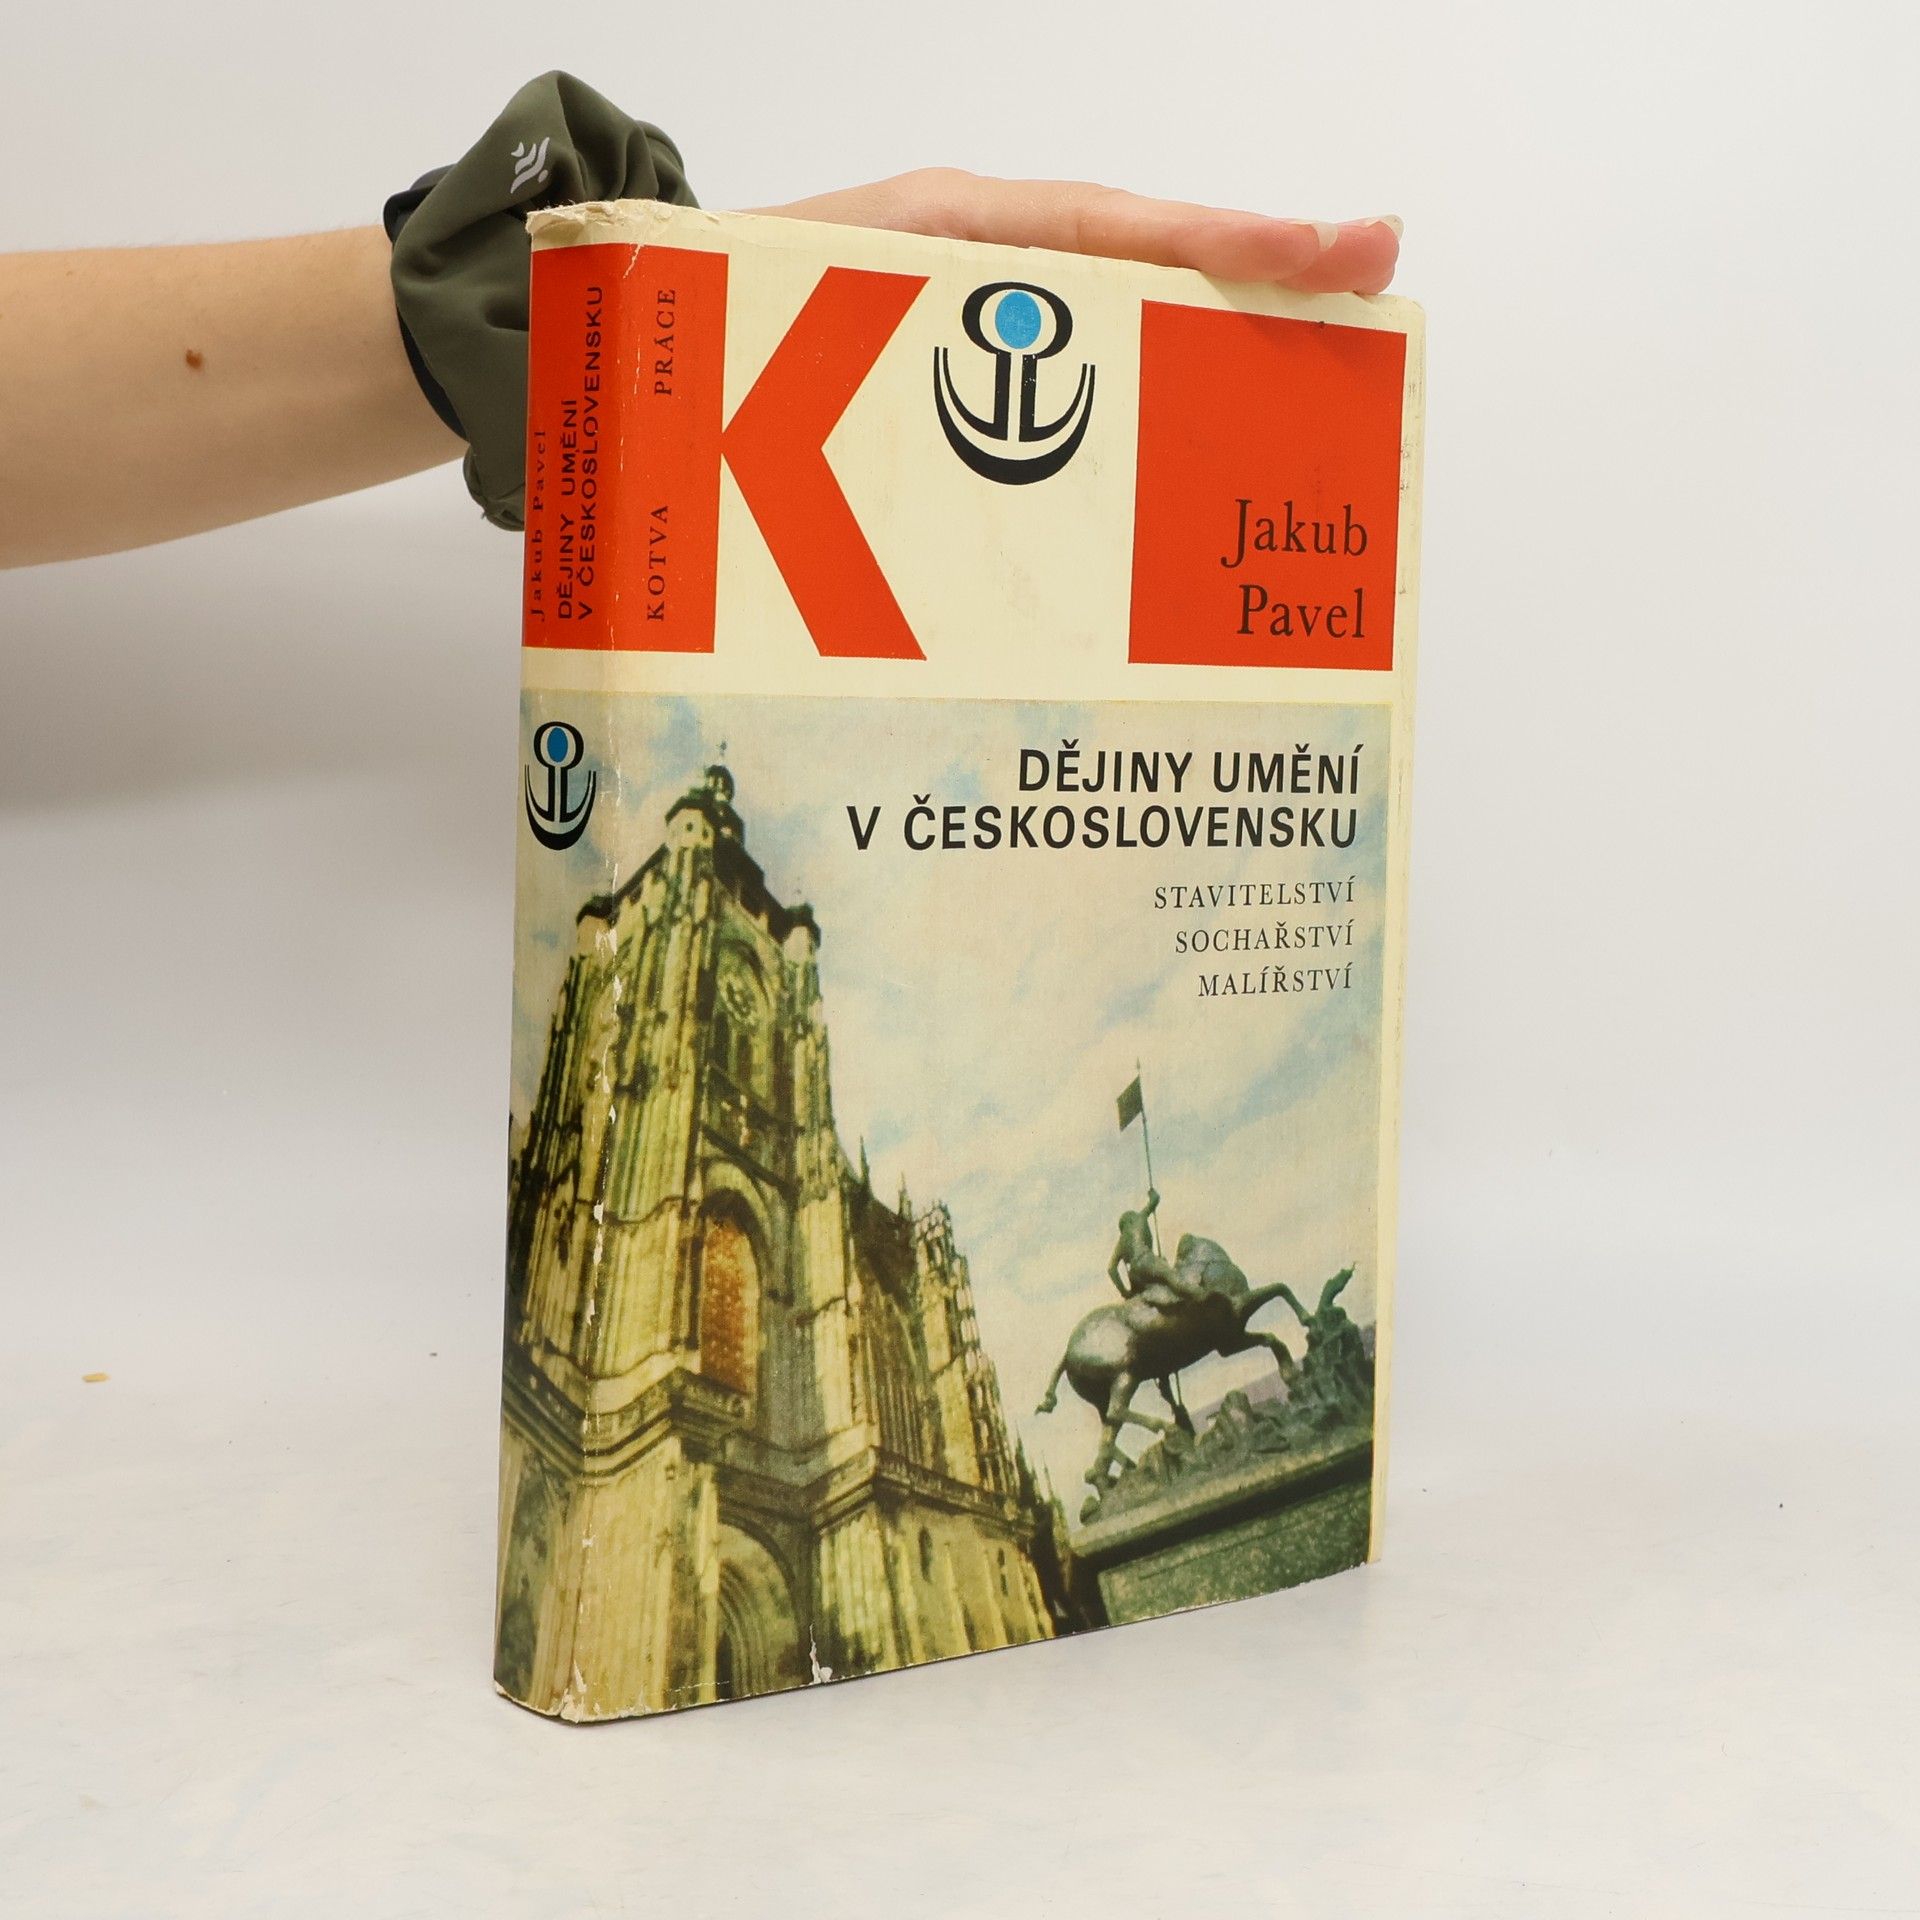 Jakub Pavel
DĚJINY UMĚNÍ
V ČESKOSLOVENSKU
KOTVA PRÁCE
K
Jakub
Pavel
DĚJINY UMĚNÍ
V ČESKOSLOVENSKU
STAVITELSTVÍ
SOCHAŘSTVÍ
MALÍŘSTVÍ